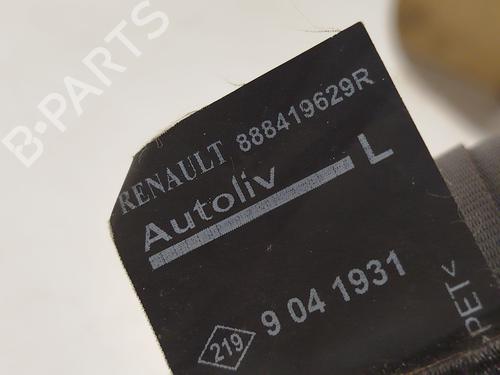 B-PARTS
RENAULT 888419629R
Autoliv L
219 9 04 1931
>PET<